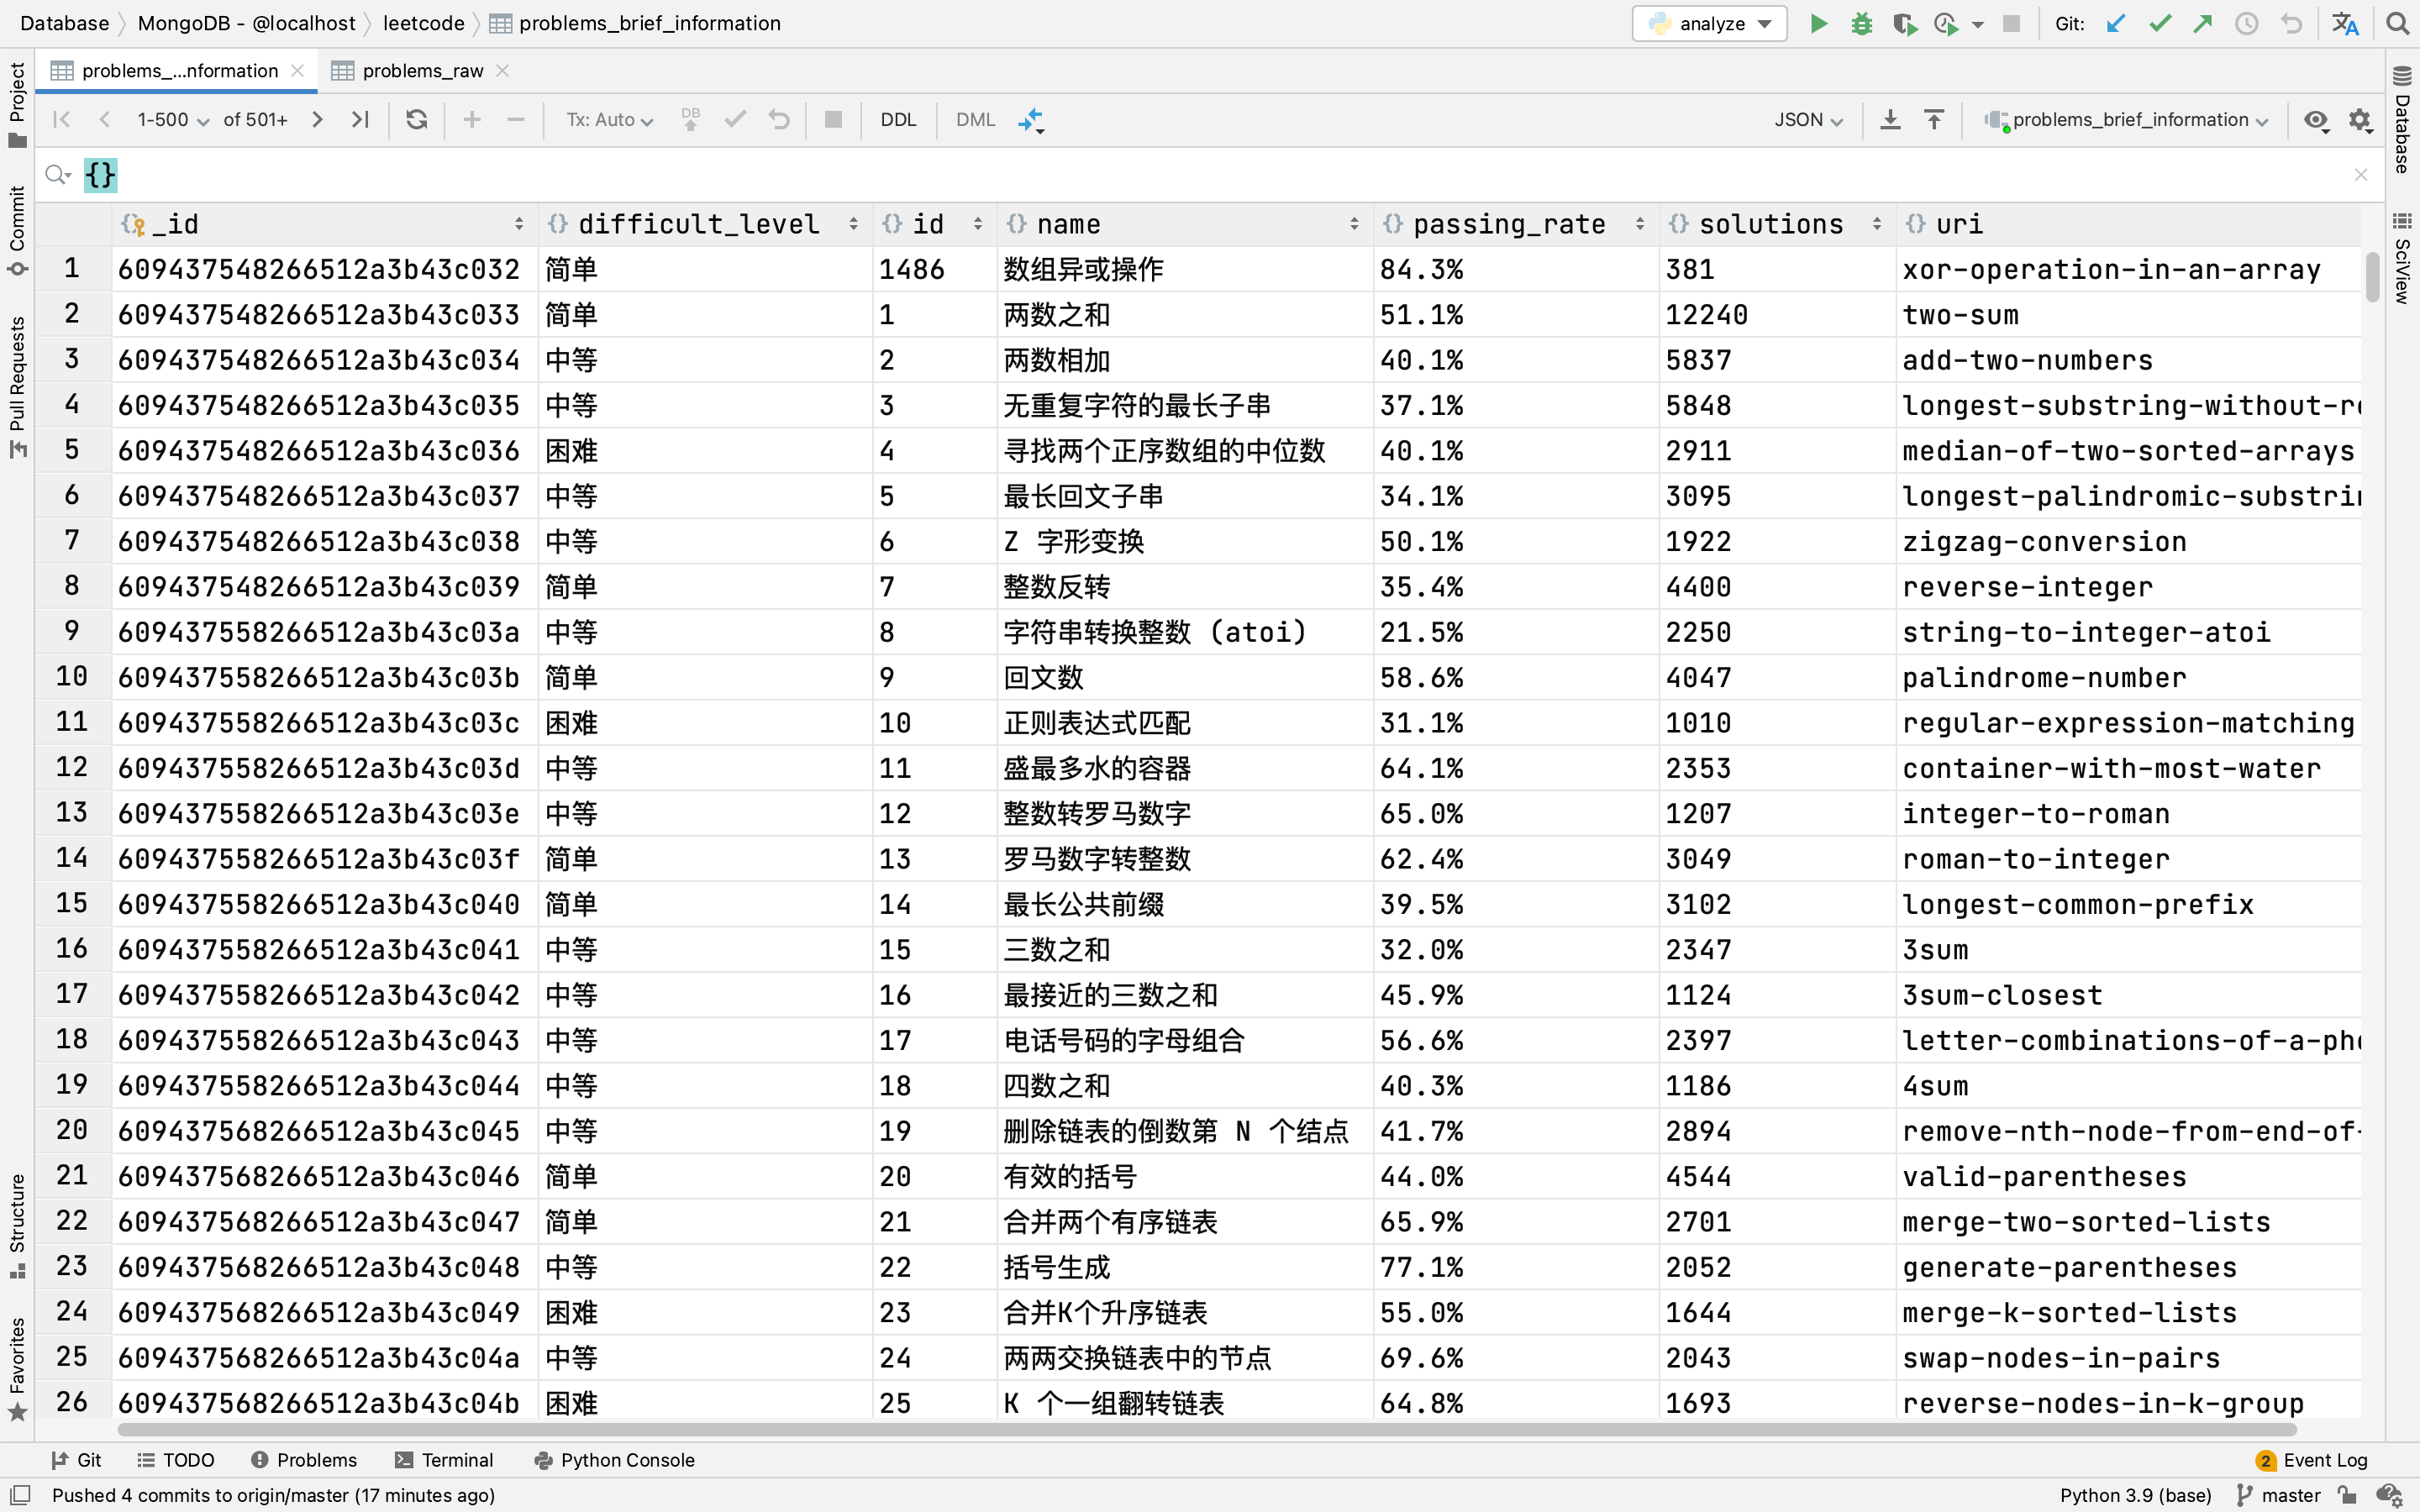 Database MongoDB - @localhost leetcode problems_brief_information analyze Git:
problems_...nformation problems_raw
1-500 of 501+ Tx: Auto DB DDL DML JSON problems_brief_information
{}
_id difficult_level id name passing_rate solutions uri
1 609437548266512a3b43c032 简单 1486 数组异或操作 84.3% 381 xor-operation-in-an-array
2 609437548266512a3b43c033 简单 1 两数之和 51.1% 12240 two-sum
3 609437548266512a3b43c034 中等 2 两数相加 40.1% 5837 add-two-numbers
4 609437548266512a3b43c035 中等 3 无重复字符的最长子串 37.1% 5848 longest-substring-without-re
5 609437548266512a3b43c036 困难 4 寻找两个正序数组的中位数 40.1% 2911 median-of-two-sorted-arrays
6 609437548266512a3b43c037 中等 5 最长回文子串 34.1% 3095 longest-palindromic-substrin
7 609437548266512a3b43c038 中等 6 Z 字形变换 50.1% 1922 zigzag-conversion
8 609437548266512a3b43c039 简单 7 整数反转 35.4% 4400 reverse-integer
9 609437558266512a3b43c03a 中等 8 字符串转换整数 (atoi) 21.5% 2250 string-to-integer-atoi
10 609437558266512a3b43c03b 简单 9 回文数 58.6% 4047 palindrome-number
11 609437558266512a3b43c03c 困难 10 正则表达式匹配 31.1% 1010 regular-expression-matching
12 609437558266512a3b43c03d 中等 11 盛最多水的容器 64.1% 2353 container-with-most-water
13 609437558266512a3b43c03e 中等 12 整数转罗马数字 65.0% 1207 integer-to-roman
14 609437558266512a3b43c03f 简单 13 罗马数字转整数 62.4% 3049 roman-to-integer
15 609437558266512a3b43c040 简单 14 最长公共前缀 39.5% 3102 longest-common-prefix
16 609437558266512a3b43c041 中等 15 三数之和 32.0% 2347 3sum
17 609437558266512a3b43c042 中等 16 最接近的三数之和 45.9% 1124 3sum-closest
18 609437558266512a3b43c043 中等 17 电话号码的字母组合 56.6% 2397 letter-combinations-of-a-pho
19 609437558266512a3b43c044 中等 18 四数之和 40.3% 1186 4sum
20 609437568266512a3b43c045 中等 19 删除链表的倒数第 N 个结点 41.7% 2894 remove-nth-node-from-end-of-
21 609437568266512a3b43c046 简单 20 有效的括号 44.0% 4544 valid-parentheses
22 609437568266512a3b43c047 简单 21 合并两个有序链表 65.9% 2701 merge-two-sorted-lists
23 609437568266512a3b43c048 中等 22 括号生成 77.1% 2052 generate-parentheses
24 609437568266512a3b43c049 困难 23 合并K个升序链表 55.0% 1644 merge-k-sorted-lists
25 609437568266512a3b43c04a 中等 24 两两交换链表中的节点 69.6% 2043 swap-nodes-in-pairs
26 609437568266512a3b43c04b 困难 25 K 个一组翻转链表 64.8% 1693 reverse-nodes-in-k-group
Project
Commit
Pull Requests
Structure
Favorites
Database
SciView
Git TODO Problems Terminal Python Console 2 Event Log
Pushed 4 commits to origin/master (17 minutes ago) Python 3.9 (base) master